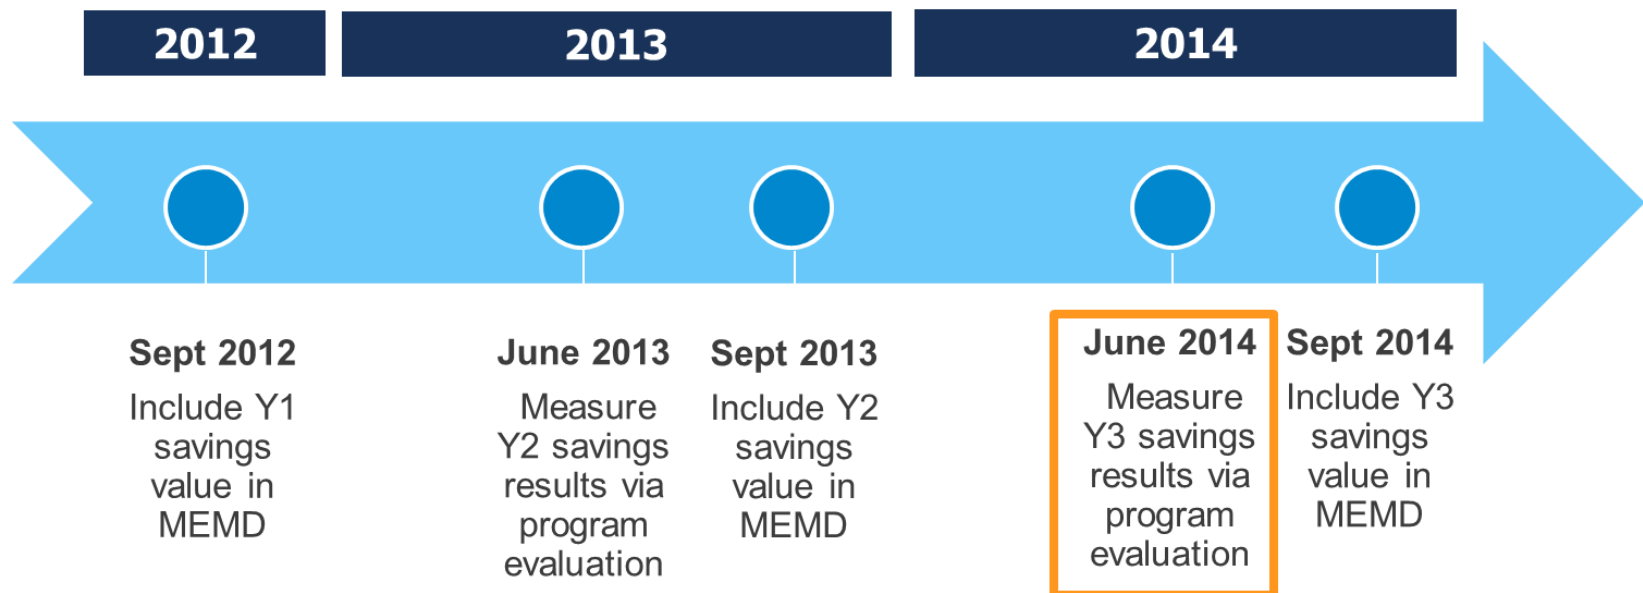 2012
2013
2014
Sept 2012
Include Y1
savings
value in
MEMD
June 2013
Measure
Y2 savings
results via
program
evaluation
Sept 2013
Include Y2
savings
value in
MEMD
June 2014
Measure
Y3 savings
results via
program
evaluation
Sept 2014
Include Y3
savings
value in
MEMD